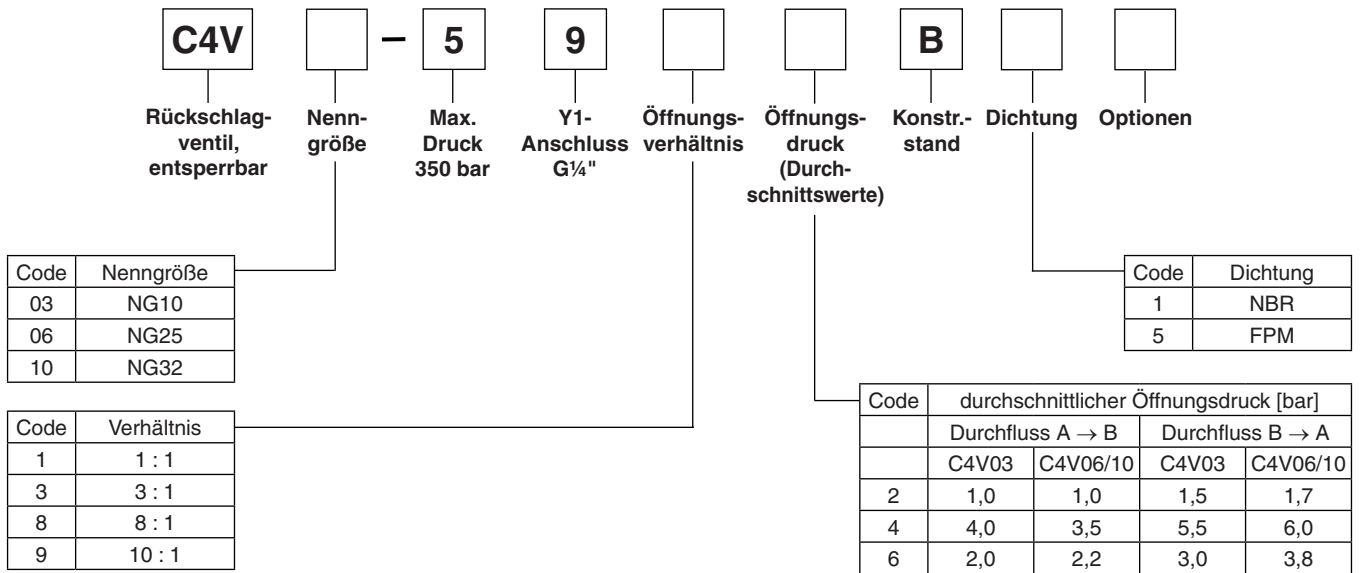 C4V – 5 9 B
Rückschlag-
ventil,
entsperrbar
Nenn-
größe
Max.
Druck
350 bar
Y1-
Anschluss
G¼"
Öffnungs-
verhältnis
Öffnungs-
druck
(Durch-
schnittswerte)
Konstr.-
stand
Dichtung
Optionen
Code Nenngröße
03 NG10
06 NG25
10 NG32
Code Dichtung
1 NBR
5 FPM
Code Verhältnis
1 1 : 1
3 3 : 1
8 8 : 1
9 10 : 1
Code durchschnittlicher Öffnungsdruck [bar]
Durchfluss A → B Durchfluss B → A
C4V03 C4V06/10 C4V03 C4V06/10
2 1,0 1,0 1,5 1,7
4 4,0 3,5 5,5 6,0
6 2,0 2,2 3,0 3,8